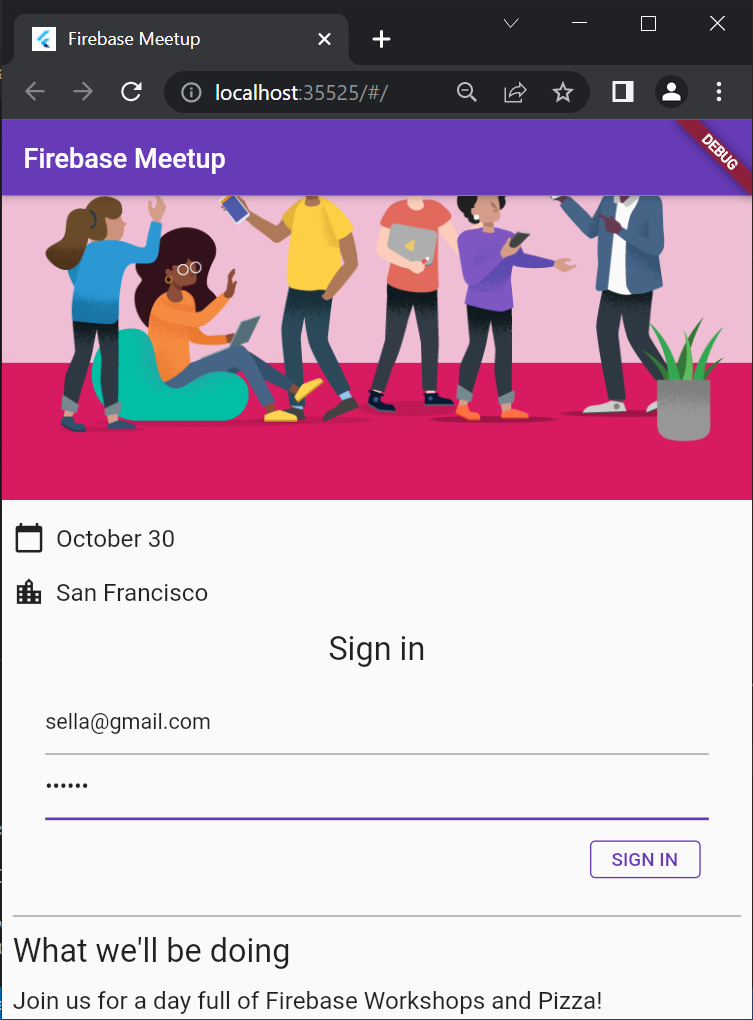 Firebase Meetup
localhost:35525/#/
Firebase Meetup
DEBUG
October 30
San Francisco
Sign in
sella@gmail.com
••••••
SIGN IN
What we'll be doing
Join us for a day full of Firebase Workshops and Pizza!